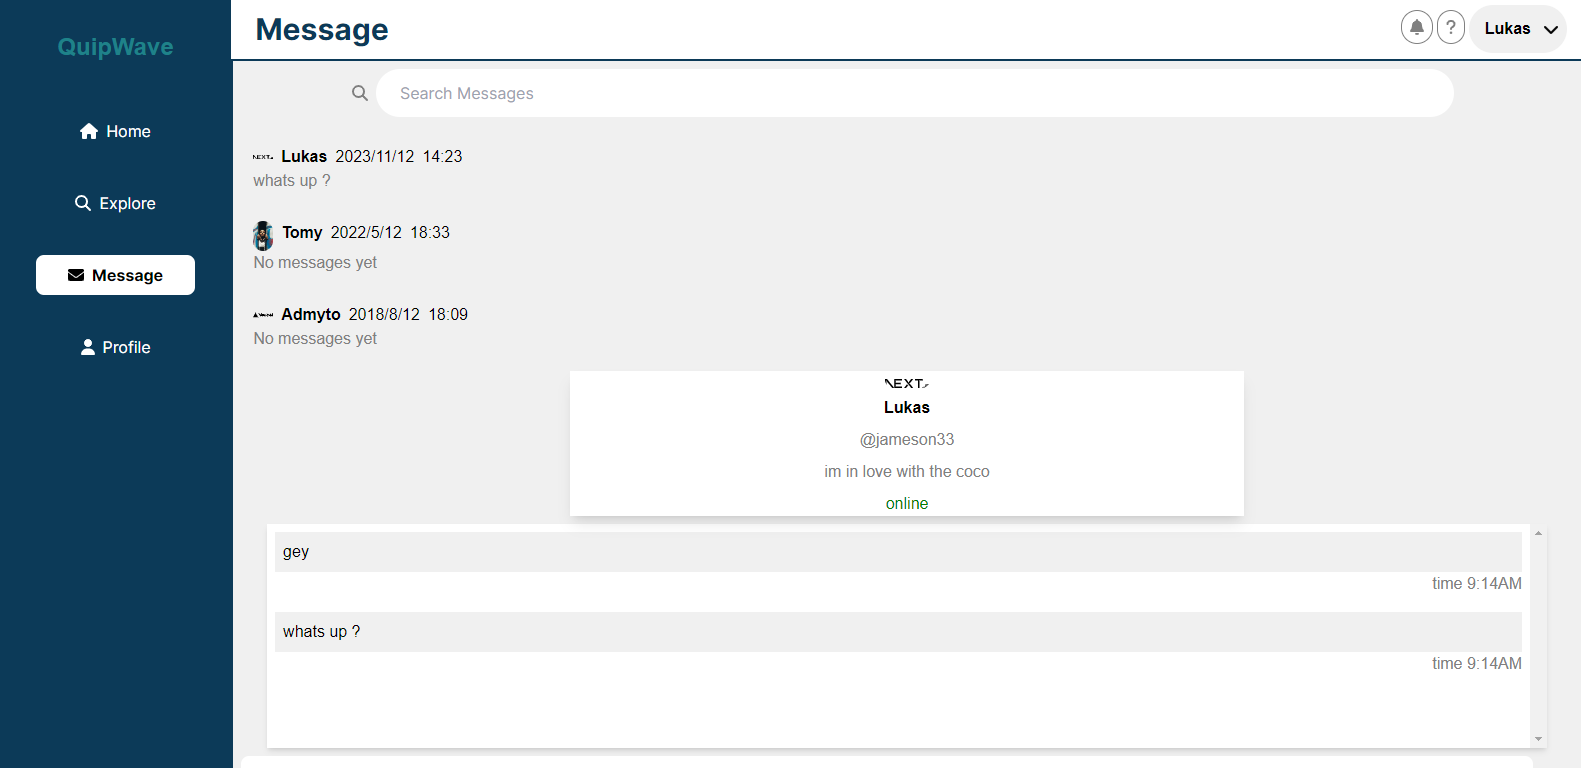 QuipWave
Message
?
Lukas
Home
Explore
Message
Profile
Search Messages
NEXT Lukas 2023/11/12 14:23
whats up ?
Tomy 2022/5/12 18:33
No messages yet
Admyto 2018/8/12 18:09
No messages yet
NEXT
Lukas
@jameson33
im in love with the coco
online
gey
time 9:14AM
whats up ?
time 9:14AM